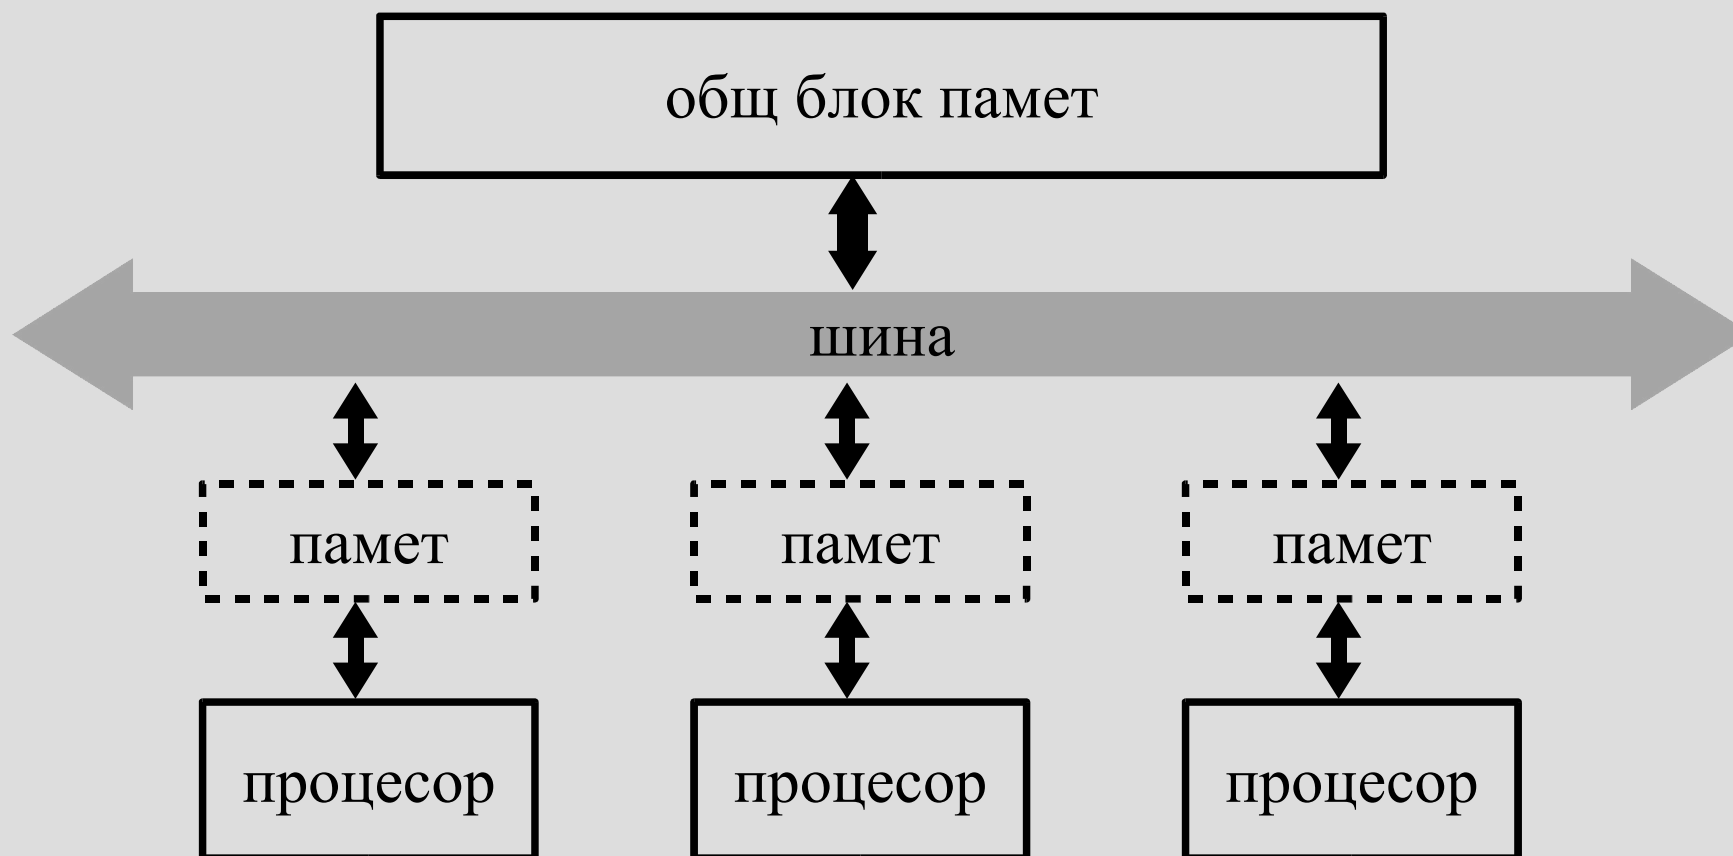 общ блок памет
шина
памет памет памет
процесор процесор процесор